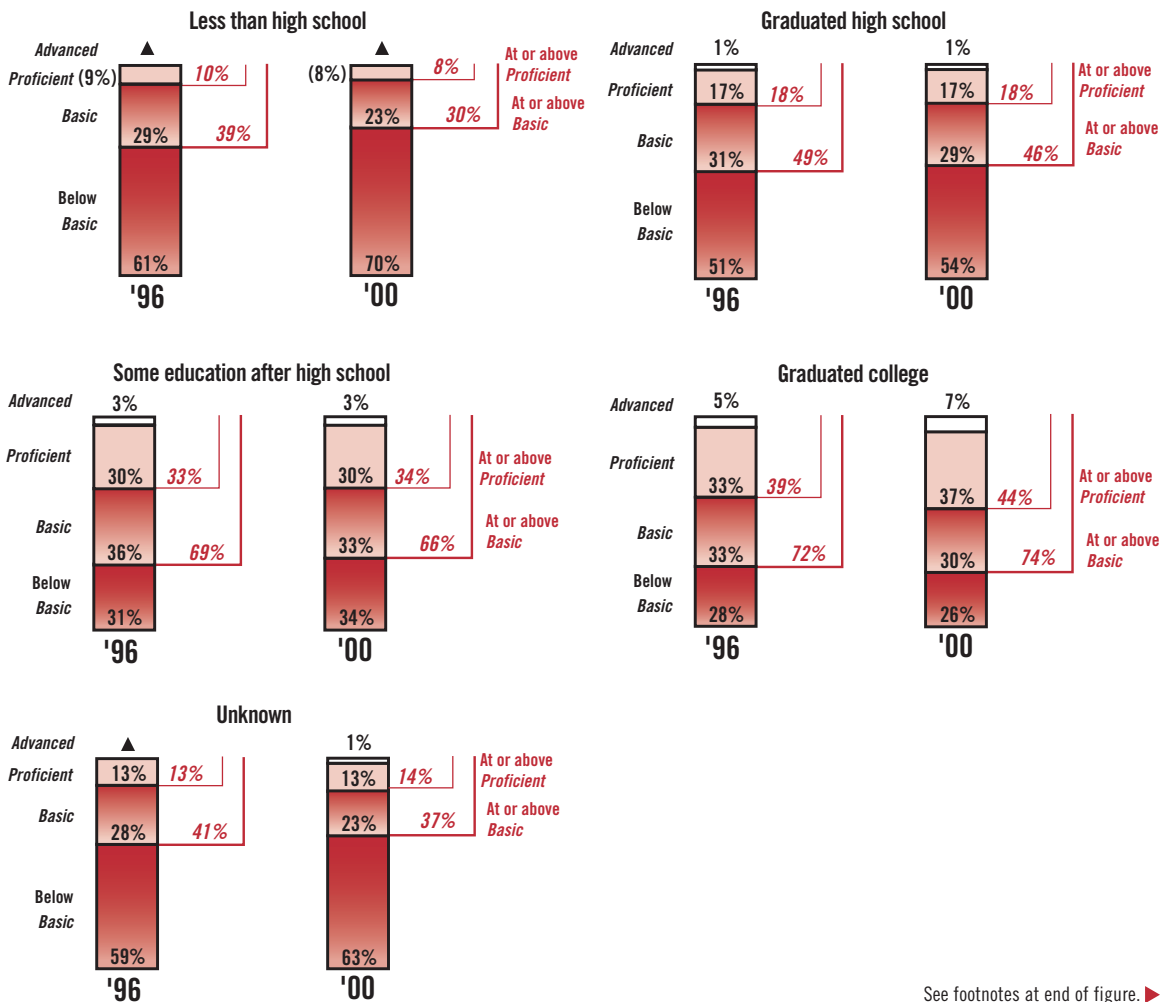 Less than high school
Advanced ▲ ▲
Proficient (9%) 10% (8%) 8% At or above
Proficient
Basic 29% 39% 23% 30% At or above
Basic
Below
Basic
61% 70%
'96 '00
Graduated high school
Advanced 1% 1%
Proficient 17% 18% 17% 18% At or above
Proficient
Basic 31% 49% 29% 46% At or above
Basic
Below
Basic
51% 54%
'96 '00
Some education after high school
Advanced 3% 3%
Proficient 30% 33% 30% 34% At or above
Proficient
Basic 36% 69% 33% 66% At or above
Basic
Below
Basic
31% 34%
'96 '00
Graduated college
Advanced 5% 7%
Proficient 33% 39% 37% 44% At or above
Proficient
Basic 33% 72% 30% 74% At or above
Basic
Below
Basic
28% 26%
'96 '00
Unknown
Advanced ▲ 1%
Proficient 13% 13% 13% 14% At or above
Proficient
Basic 28% 41% 23% 37% At or above
Basic
Below
Basic
59% 63%
'96 '00
See footnotes at end of figure. ▶